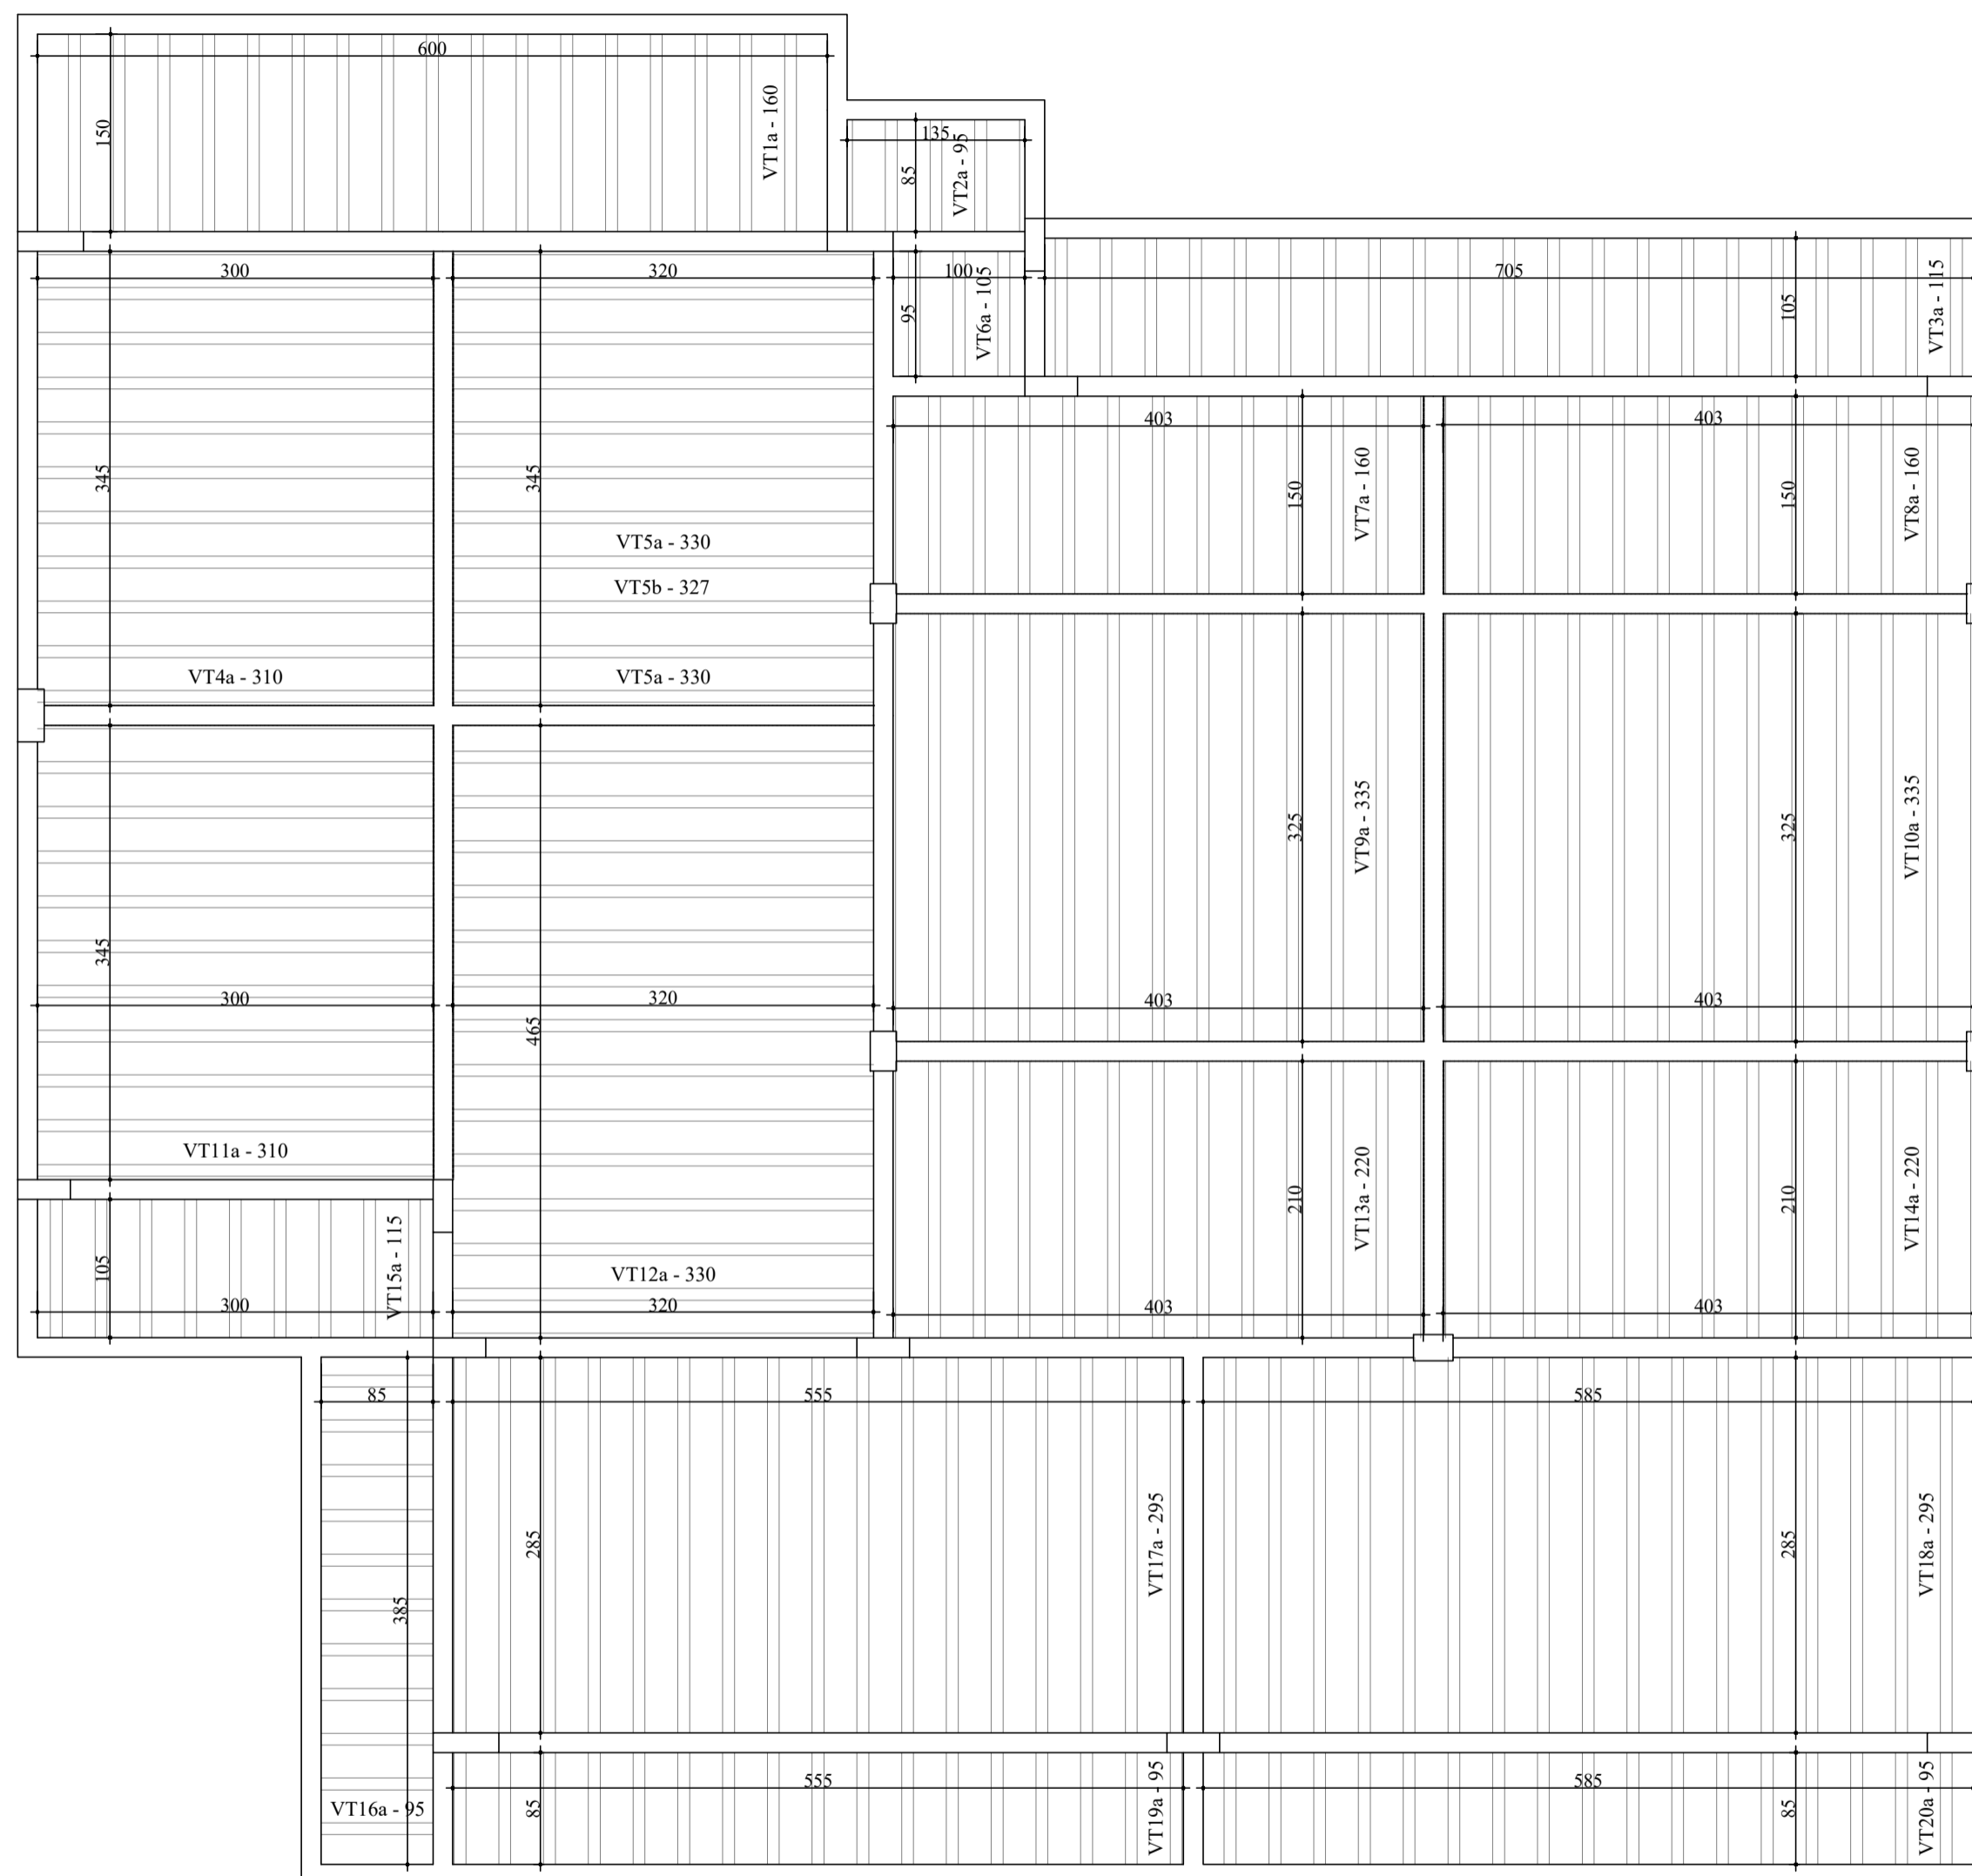 600
150
VT1a - 160
135
85
VT2a - 95
300
320
100
95
VT6a - 105
705
105
VT3a - 115
345
345
VT5a - 330
VT5b - 327
VT4a - 310
VT5a - 330
403
150
VT7a - 160
403
150
VT8a - 160
325
VT9a - 335
325
VT10a - 335
345
300
320
465
403
403
VT11a - 310
210
VT13a - 220
210
VT14a - 220
105
VT15a - 115
VT12a - 330
300
320
403
403
85
555
585
285
VT17a - 295
285
VT18a - 295
385
555
585
VT16a - 95
85
VT19a - 95
85
VT20a - 95